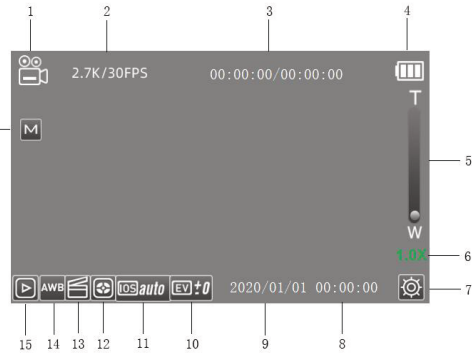 1 2 3 4
2.7K/30FPS 00:00:00/00:00:00
T
M
5
W
1.0X 6
AWB IOS auto EV +0 2020/01/01 00:00:00 7
15 14 13 12 11 10 9 8